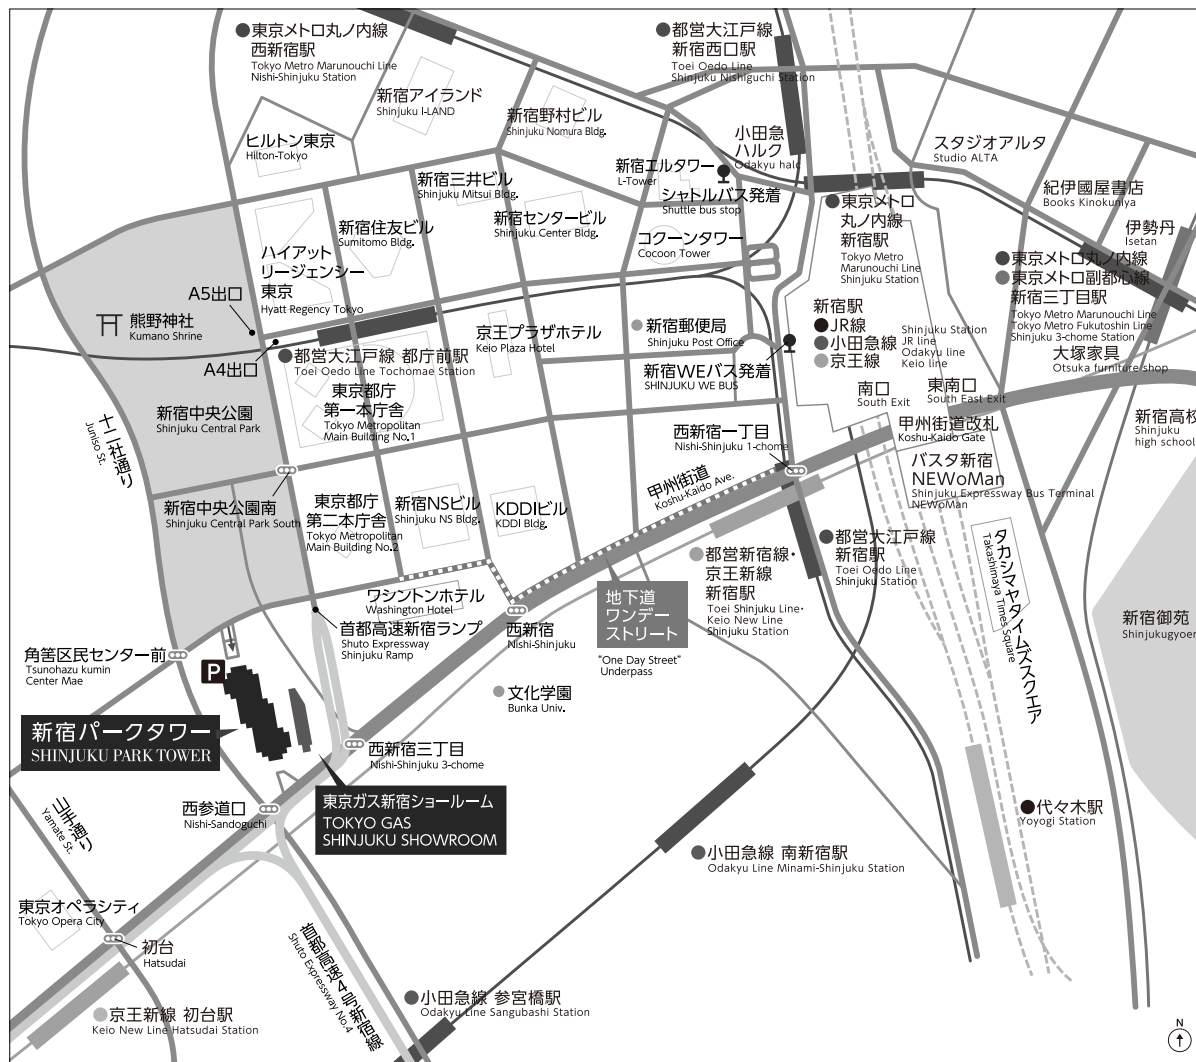 東京メトロ丸ノ内線
西新宿駅
Tokyo Metro Marunouchi Line
Nishi-Shinjuku Station
都営大江戸線
新宿西口駅
Toei Oedo Line
Shinjuku Nishiguchi Station
新宿アイランド
Shinjuku I-LAND
新宿野村ビル
Shinjuku Nomura Bldg.
ヒルトン東京
Hilton-Tokyo
小田急
ハルク
Odakyu halc
スタジオアルタ
Studio ALTA
新宿エルタワー
L-Tower
シャトルバス発着
Shuttle bus stop
新宿三井ビル
Shinjuku Mitsui Bldg.
紀伊國屋書店
Books Kinokuniya
新宿住友ビル
Sumitomo Bldg.
新宿センタービル
Shinjuku Center Bldg.
コクーンタワー
Cocoon Tower
東京メトロ
丸ノ内線
新宿駅
Tokyo Metro
Marunouchi Line
Shinjuku Station
伊勢丹
Isetan
ハイアット
リージェンシー
東京
Hyatt Regency Tokyo
東京メトロ丸ノ内線
東京メトロ副都心線
新宿三丁目駅
Tokyo Metro Marunouchi Line
Tokyo Metro Fukutoshin Line
Shinjuku 3-chome Station
A5出口
熊野神社
Kumano Shrine
A4出口
都営大江戸線 都庁前駅
Toei Oedo Line Tochomae Station
京王プラザホテル
Keio Plaza Hotel
新宿郵便局
Shinjuku Post Office
新宿WEバス発着
SHINJUKU WE BUS
新宿駅
JR線
小田急線
京王線
Shinjuku Station
JR line
Odakyu line
Keio line
大塚家具
Otsuka furniture shop
南口
South Exit
東南口
South East Exit
新宿高校
Shinjuku
high school
十二社通り
Juniso St.
新宿中央公園
Shinjuku Central Park
東京都庁
第一本庁舎
Tokyo Metropolitan
Main Building No.1
西新宿一丁目
Nishi-Shinjuku 1-chome
甲州街道改札
Koshu-Kaido Gate
バスタ新宿
NEWoMan
Shinjuku Expressway Bus Terminal
NEWoMan
甲州街道
Koshu-Kaido Ave.
新宿中央公園南
Shinjuku Central Park South
東京都庁
第二本庁舎
Tokyo Metropolitan
Main Building No.2
新宿NSビル
Shinjuku NS Bldg.
KDDIビル
KDDI Bldg.
都営新宿線・
京王新線
新宿駅
Toei Shinjuku Line・
Keio New Line
Shinjuku Station
都営大江戸線
新宿駅
Toei Oedo Line
Shinjuku Station
タカシマヤタイムズスクエア
Takashimaya Times Square
新宿御苑
Shinjukugyoen
ワシントンホテル
Washington Hotel
首都高速新宿ランプ
Shuto Expressway
Shinjuku Ramp
西新宿
Nishi-Shinjuku
地下道
ワンデー
ストリート
"One Day Street"
Underpass
角筈区民センター前
Tsunohazu kumin
Center Mae
P
文化学園
Bunka Univ.
新宿パークタワー
SHINJUKU PARK TOWER
西新宿三丁目
Nishi-Shinjuku 3-chome
東京ガス新宿ショールーム
TOKYO GAS
SHINJUKU SHOWROOM
西参道口
Nishi-Sandoguchi
山手通り
Yamate St.
代々木駅
Yoyogi Station
小田急線 南新宿駅
Odakyu Line Minami-Shinjuku Station
東京オペラシティ
Tokyo Opera City
初台
Hatsudai
首都高速4号新宿線
Shuto Expressway No.4
小田急線 参宮橋駅
Odakyu Line Sangubashi Station
京王新線 初台駅
Keio New Line Hatsudai Station
N